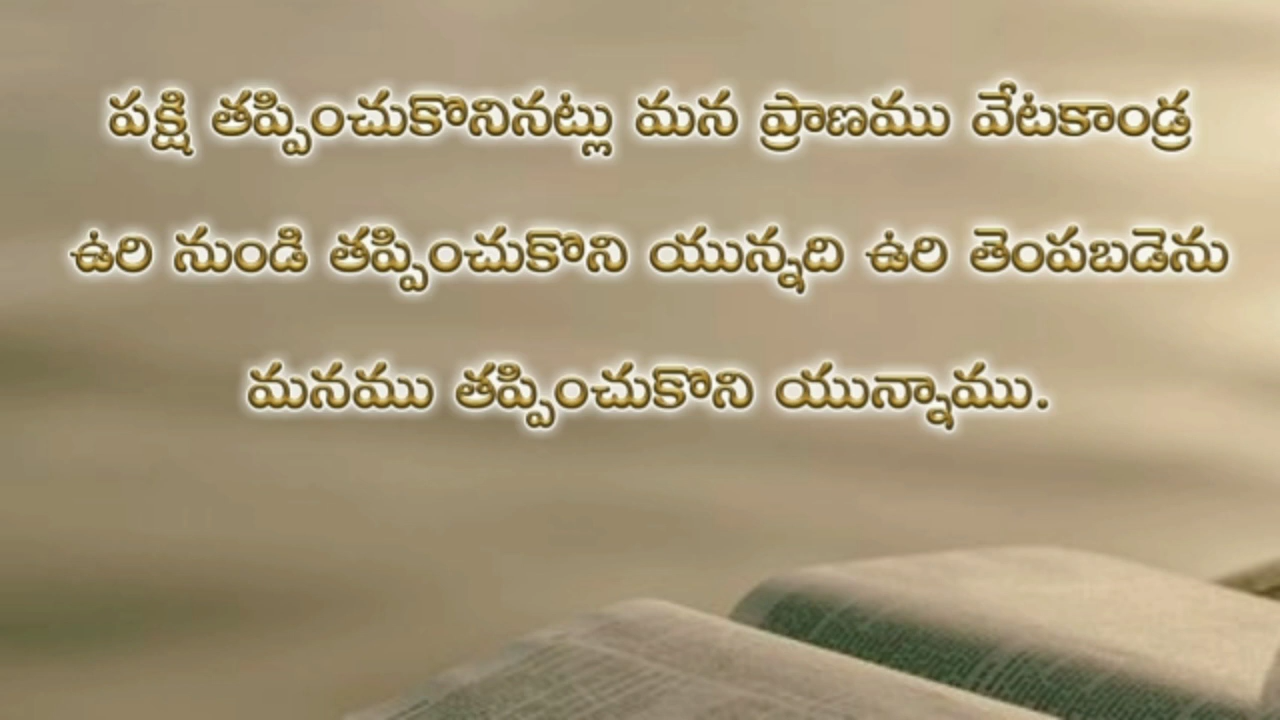 పక్షి తప్పించుకొనినట్లు మన ప్రాణము వేటకాండ్ర
ఉరి నుండి తప్పించుకొని యున్నది ఉరి తెంపబడెను
మనము తప్పించుకొని యున్నాము.